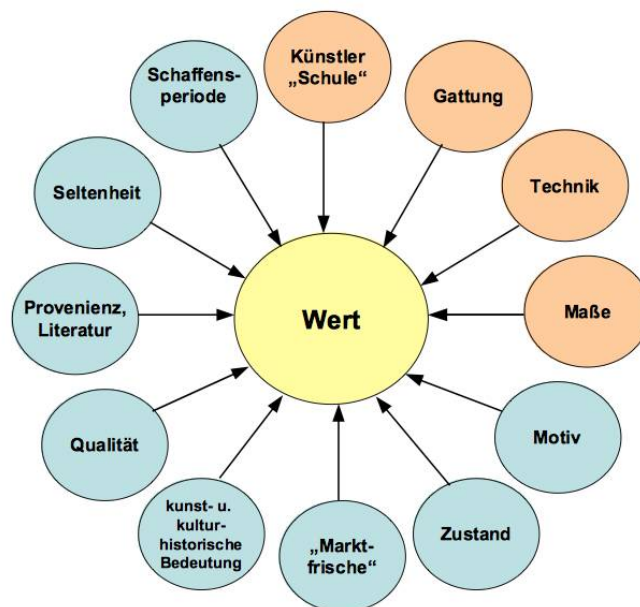 Künstler
„Schule“
Gattung
Technik
Maße
Motiv
Zustand
„Markt-
frische“
kunst- u.
kultur-
historische
Bedeutung
Qualität
Provenienz,
Literatur
Seltenheit
Schaffens-
periode
Wert